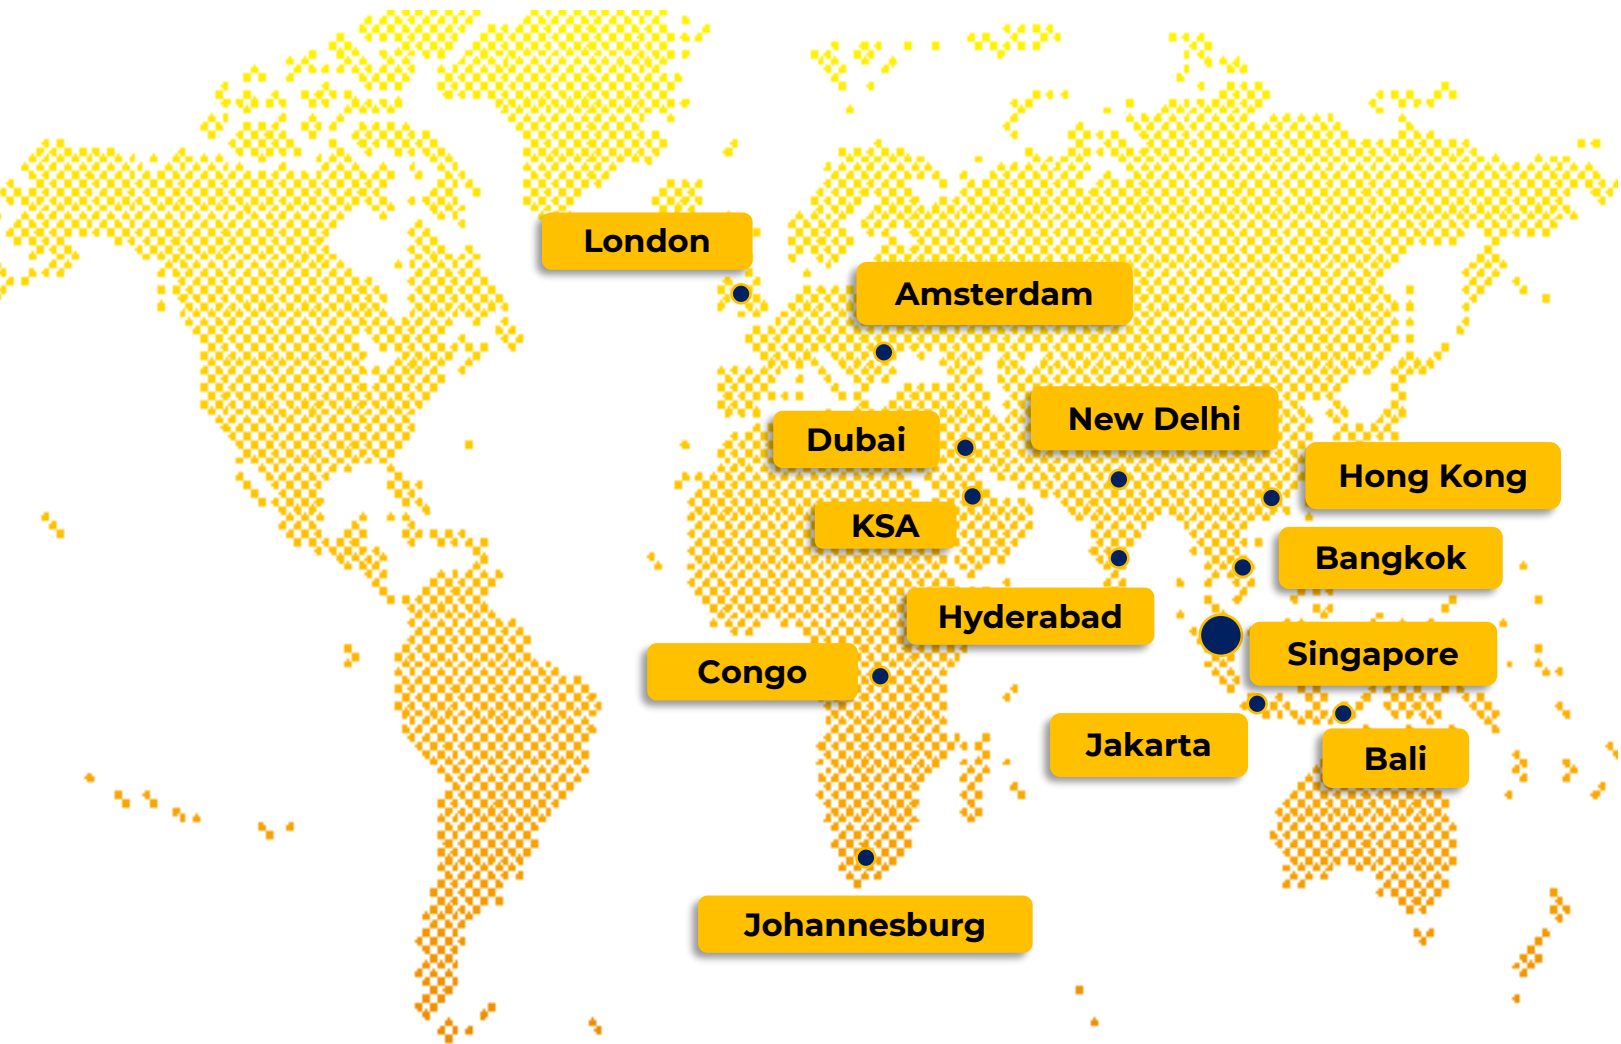 London
Amsterdam
New Delhi
Dubai
Hong Kong
KSA
Bangkok
Hyderabad
Singapore
Congo
Jakarta
Bali
Johannesburg